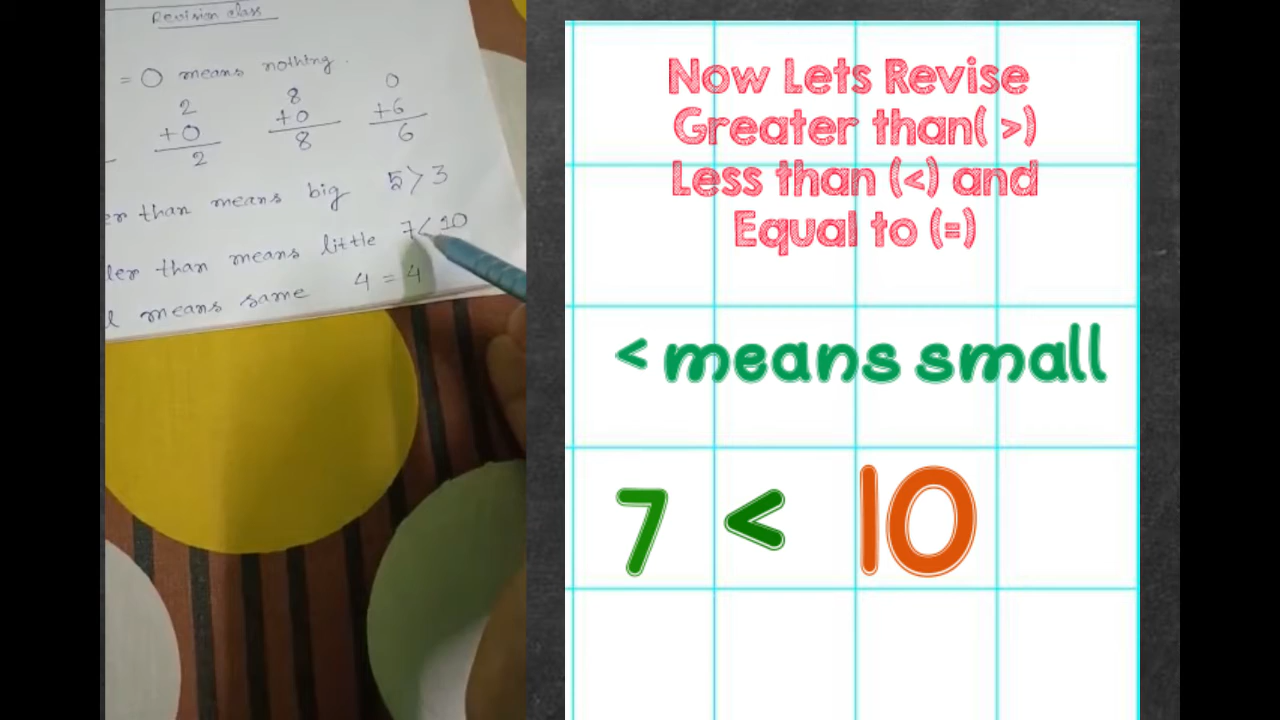 Revision class
= 0 means nothing.
2 8 0
+0 +0 +6
2 8 6
than means big 5 > 3
than means little 7 < 10
means same 4 = 4
Now Lets Revise
Greater than( >)
Less than (<) and
Equal to (=)
< means small
7 < 10